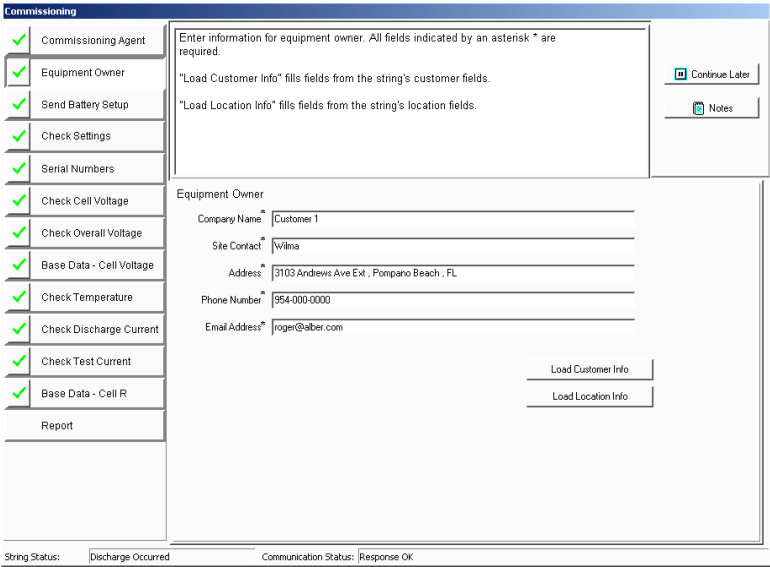 Commissioning
Commissioning Agent
Equipment Owner
Send Battery Setup
Check Settings
Serial Numbers
Check Cell Voltage
Check Overall Voltage
Base Data - Cell Voltage
Check Temperature
Check Discharge Current
Check Test Current
Base Data - Cell R
Report
Enter information for equipment owner. All fields indicated by an asterisk * are
required.
"Load Customer Info" fills fields from the string's customer fields.
"Load Location Info" fills fields from the string's location fields.
Continue Later
Notes
Equipment Owner
Company Name* Customer 1
Site Contact* Wilma
Address* 3103 Andrews Ave Ext , Pompano Beach , FL
Phone Number* 954-000-0000
Email Address* roger@alber.com
Load Customer Info
Load Location Info
String Status: Discharge Occurred Communication Status: Response OK